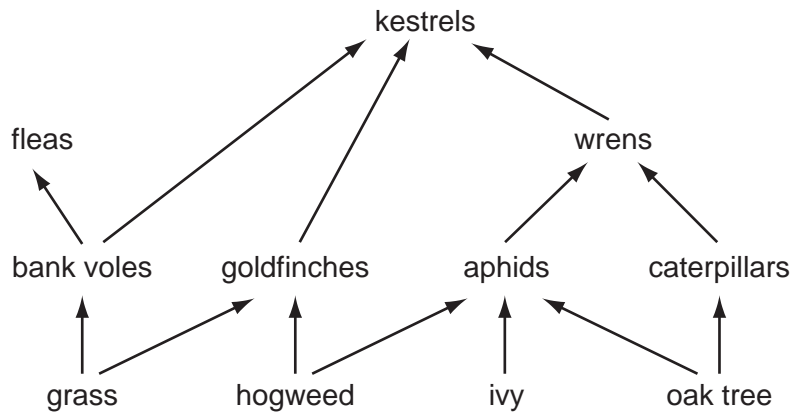 kestrels
fleas wrens
bank voles goldfinches aphids caterpillars
grass hogweed ivy oak tree